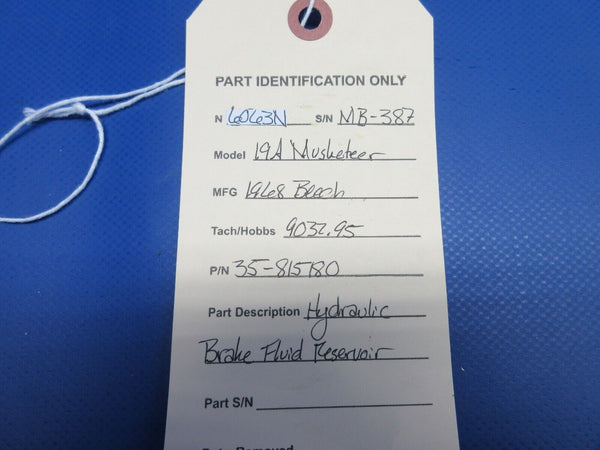 PART IDENTIFICATION ONLY
N 6063N S/N MB-387
Model 19A Musketeer
MFG 1968 Beech
Tach/Hobbs 9032.95
P/N 35-815180
Part Description Hydraulic
Brake Fluid Reservoir
Part S/N